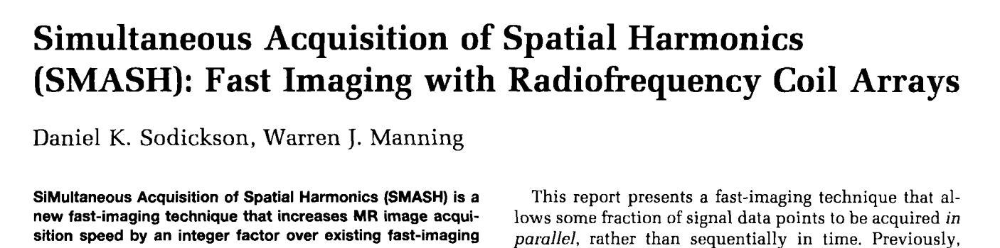 Simultaneous Acquisition of Spatial Harmonics
(SMASH): Fast Imaging with Radiofrequency Coil Arrays
Daniel K. Sodickson, Warren J. Manning
SiMultaneous Acquisition of Spatial Harmonics (SMASH) is a
new fast-imaging technique that increases MR image acqui-
sition speed by an integer factor over existing fast-imaging
This report presents a fast-imaging technique that al-
lows some fraction of signal data points to be acquired in
parallel, rather than sequentially in time. Previously,